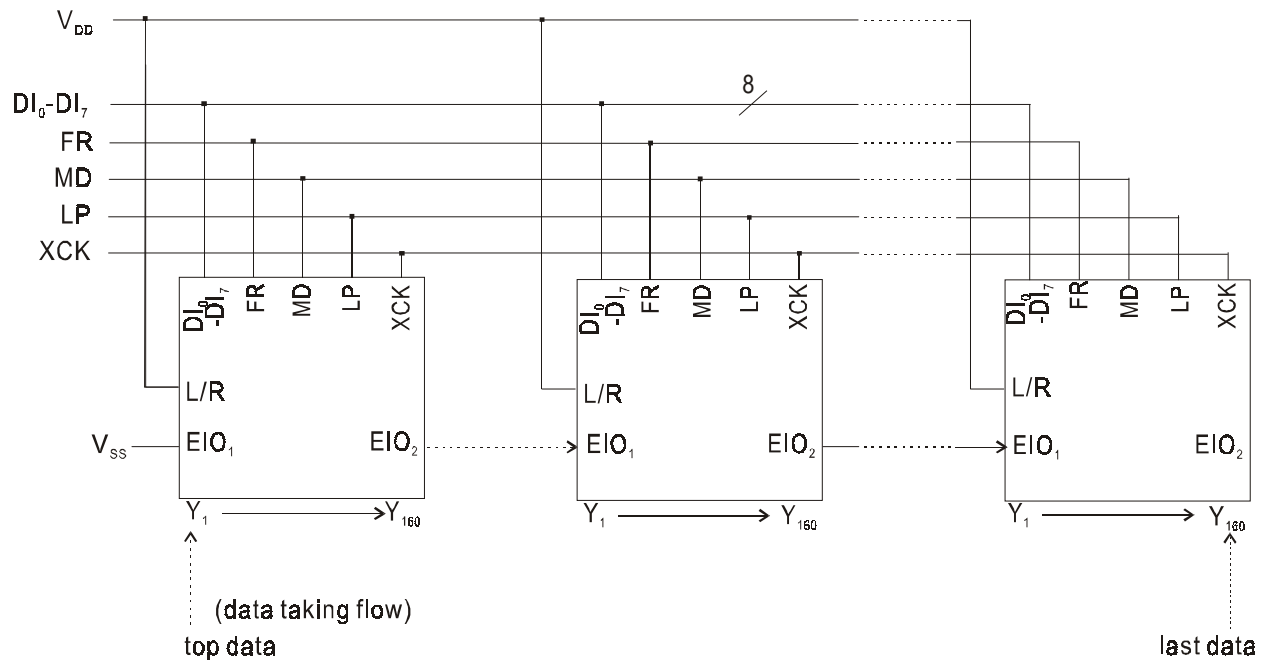 V_DD
8
DI₀-DI₇
FR
MD
LP
XCK
DI₀-DI₇ FR MD LP XCK
DI₀-DI₇ FR MD LP XCK
DI₀-DI₇ FR MD LP XCK
L/R L/R L/R
V_SS EIO₁ EIO₂ EIO₁ EIO₂ EIO₁ EIO₂
Y₁ Y₁₆₀ Y₁ Y₁₆₀ Y₁ Y₁₆₀
(data taking flow)
top data last data